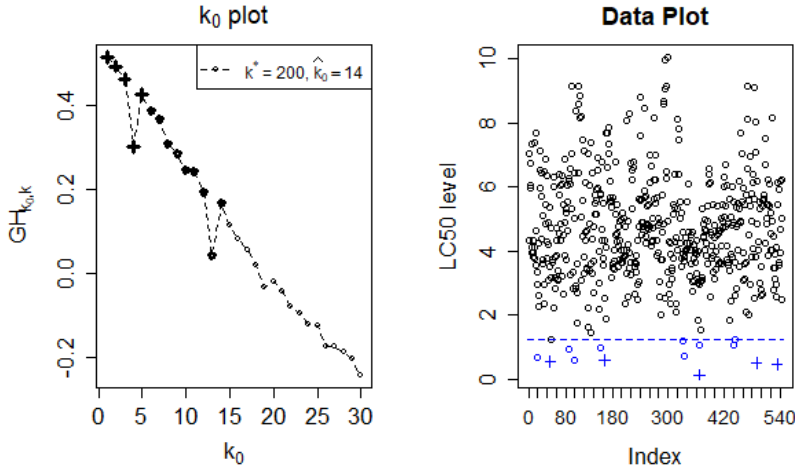 k₀ plot
GH k₀,k
0.4
0.2
0.0
-0.2
k* = 200, k̂₀ = 14
0 5 10 15 20 25 30
k₀
Data Plot
LC50 level
10
8
6
4
2
0
0 80 180 300 420 540
Index